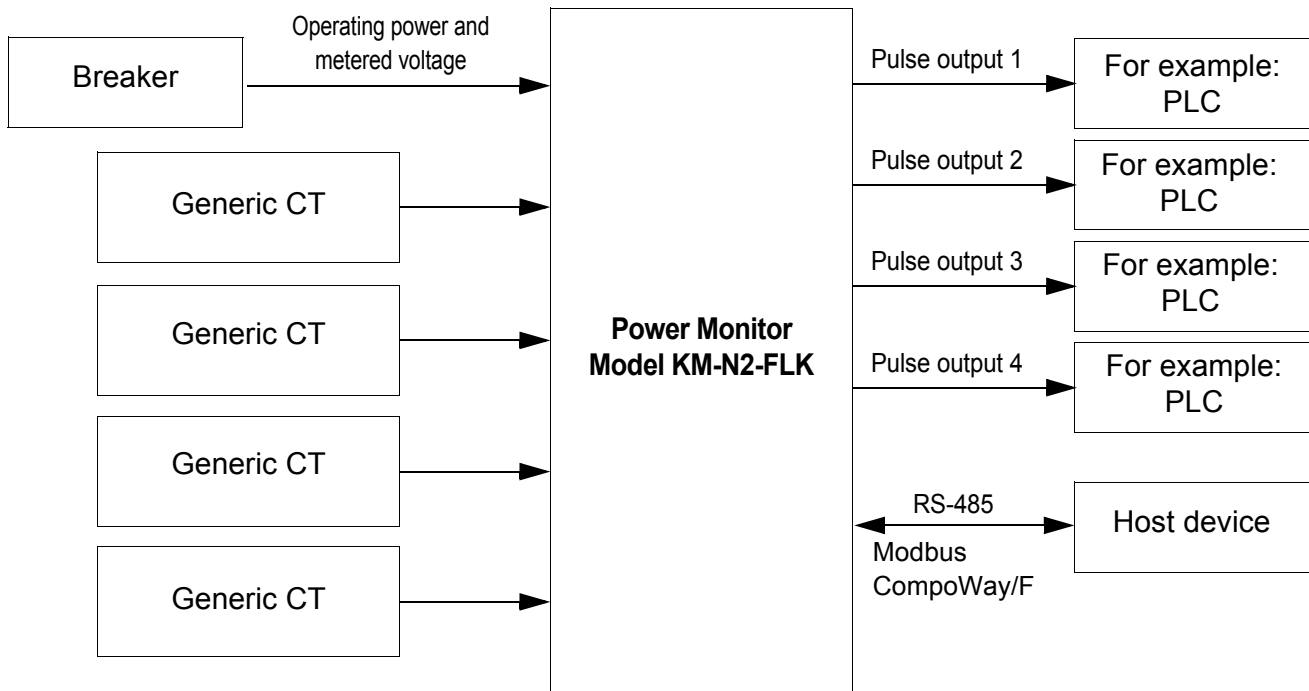 Operating power and
metered voltage
Breaker
Generic CT
Generic CT
Generic CT
Generic CT
Power Monitor
Model KM-N2-FLK
Pulse output 1
For example:
PLC
Pulse output 2
For example:
PLC
Pulse output 3
For example:
PLC
Pulse output 4
For example:
PLC
RS-485
Modbus
CompoWay/F
Host device